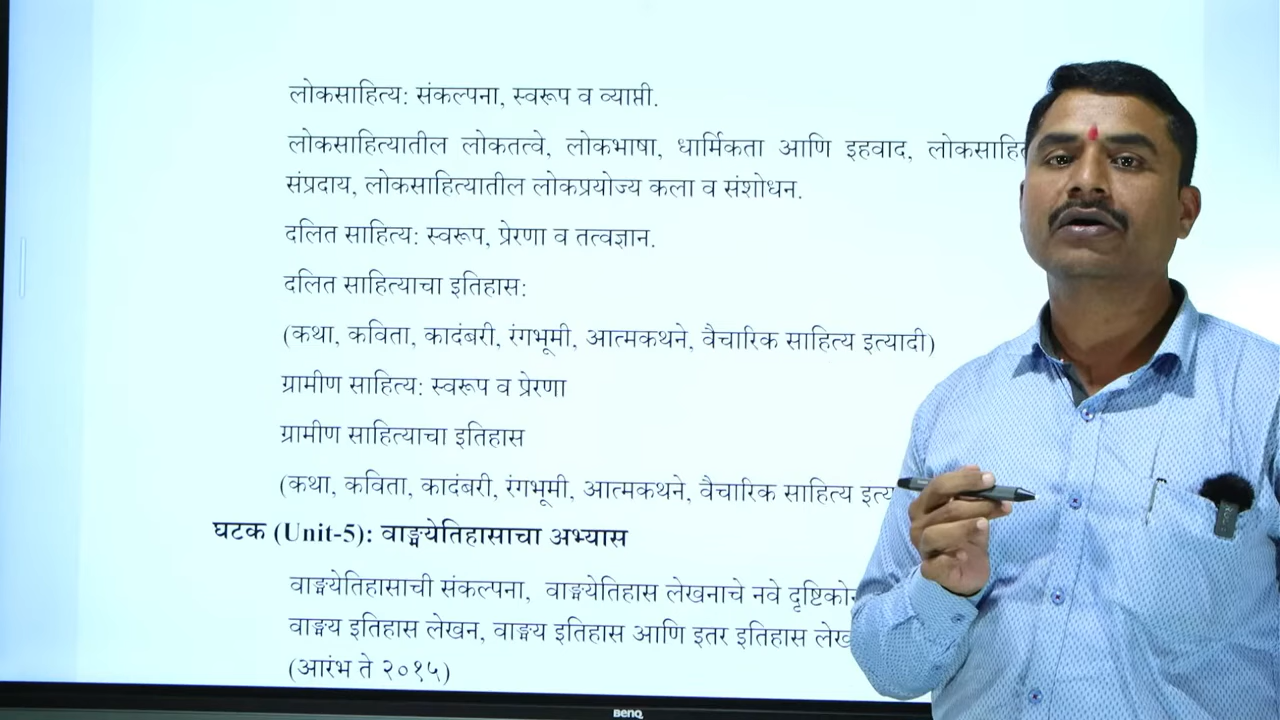 लोकसाहित्य: संकल्पना, स्वरूप व व्याप्ती.
लोकसाहित्यातील लोकतत्वे, लोकभाषा, धार्मिकता आणि इहवाद,
संप्रदाय, लोकसाहित्यातील लोकप्रयोज्य कला व संशोधन.
दलित साहित्य: स्वरूप, प्रेरणा व तत्वज्ञान.
दलित साहित्याचा इतिहास:
(कथा, कविता, कादंबरी, रंगभूमी, आत्मकथने, वैचारिक साहित्य इत्यादी)
ग्रामीण साहित्य: स्वरूप व प्रेरणा
ग्रामीण साहित्याचा इतिहास
(कथा, कविता, कादंबरी, रंगभूमी, आत्मकथने, वैचारिक साहित्य
घटक (Unit-5): वाङ्मयेतिहासाचा अभ्यास
वाङ्मयेतिहासाची संकल्पना, वाङ्मयेतिहास लेखनाचे नवे
वाङ्मय इतिहास लेखन, वाङ्मय इतिहास आणि इतर इतिहास
(आरंभ ते २०१५)
BenQ